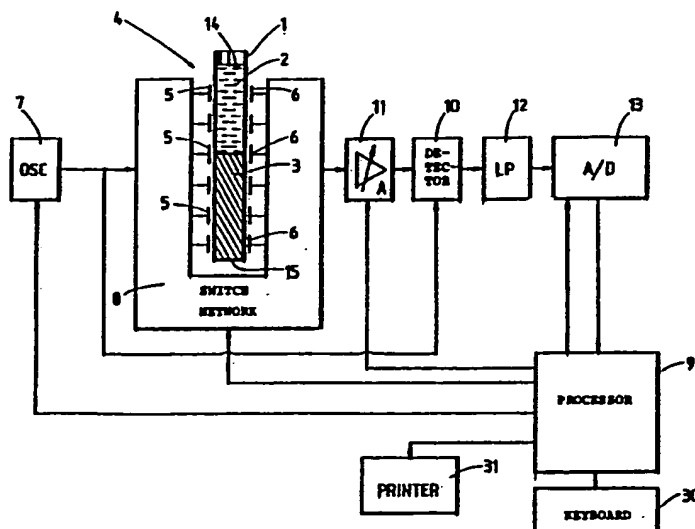 14
1
4
2
7
5
6
11
10
12
13
OSC
5
6
3
A
DE-
TEC-
TOR
LP
A/D
5
6
15
8
SWITCH
NETWORK
9
PROCESSOR
31
PRINTER
30
KEYBOARD